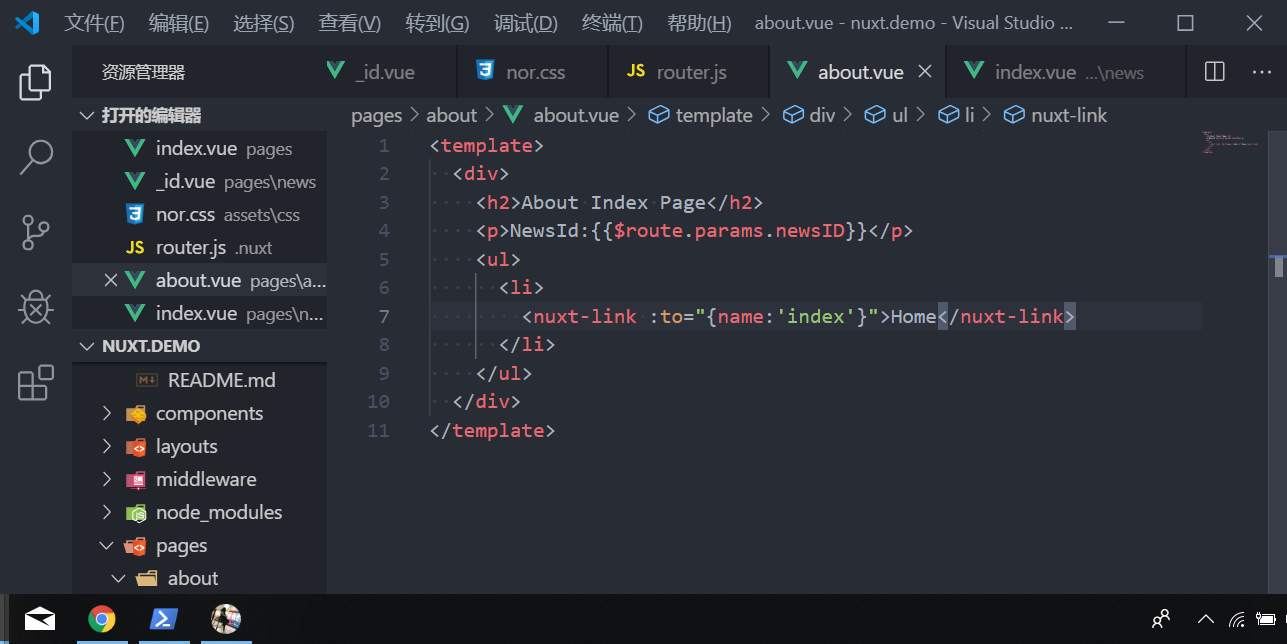 文件(F) 编辑(E) 选择(S) 查看(V) 转到(G) 调试(D) 终端(T) 帮助(H) about.vue - nuxt.demo - Visual Studio ...
资源管理器
_id.vue nor.css JS router.js about.vue index.vue ...\news
打开的编辑器
index.vue pages
_id.vue pages\news
nor.css assets\css
JS router.js .nuxt
about.vue pages\a...
index.vue pages\n...
NUXT.DEMO
README.md
components
layouts
middleware
node_modules
pages
about
pages > about > about.vue > template > div > ul > li > nuxt-link
1 <template>
2 <div>
3 <h2>About Index Page</h2>
4 <p>NewsId:{{$route.params.newsID}}</p>
5 <ul>
6 <li>
7 <nuxt-link :to="{name:'index'}">Home</nuxt-link>
8 </li>
9 </ul>
10 </div>
11 </template>